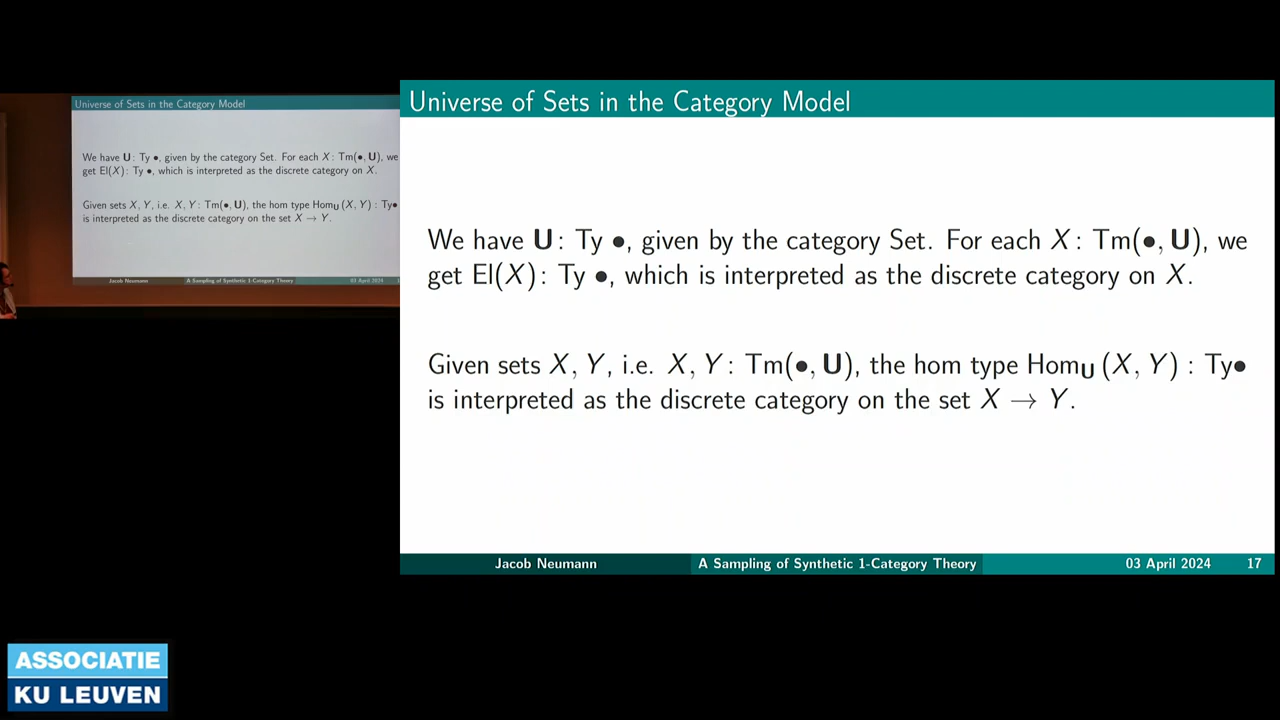 Universe of Sets in the Category Model
We have U: Ty •, given by the category Set. For each X: Tm(•, U), we
get El(X): Ty •, which is interpreted as the discrete category on X.
Given sets X, Y, i.e. X, Y: Tm(•, U), the hom type Hom_U (X, Y) : Ty•
is interpreted as the discrete category on the set X → Y.
Jacob Neumann A Sampling of Synthetic 1-Category Theory 03 April 2024
Universe of Sets in the Category Model
We have U: Ty •, given by the category Set. For each X: Tm(•, U), we
get El(X): Ty •, which is interpreted as the discrete category on X.
Given sets X, Y, i.e. X, Y: Tm(•, U), the hom type Hom_U (X, Y) : Ty•
is interpreted as the discrete category on the set X → Y.
Jacob Neumann A Sampling of Synthetic 1-Category Theory 03 April 2024 17
ASSOCIATIE
KU LEUVEN